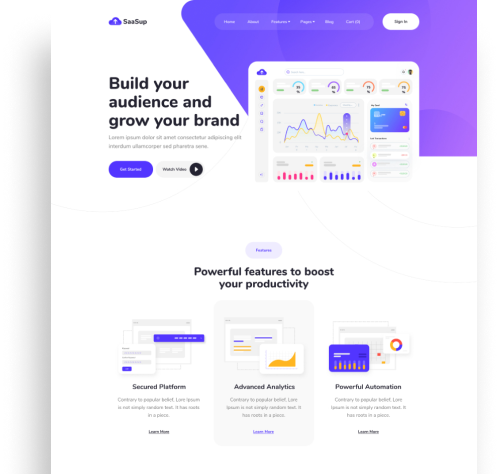 SaaSup
Home About Features Pages Blog Cart (0) Sign In
Build your
audience and
grow your brand
Lorem ipsum dolor sit amet consectetur adipiscing elit
interdum ullamcorper sed pharetra sene.
Get Started Watch Video
Features
Powerful features to boost
your productivity
Secured Platform
Contrary to popular belief, Lore Ipsum
is not simply random text. It has roots
in a piece.
Learn More
Advanced Analytics
Contrary to popular belief, Lore
Ipsum is not simply random text. It
has roots in a piece.
Learn More
Powerful Automation
Contrary to popular belief, Lore
Ipsum is not simply random text. It
has roots in a piece.
Learn More